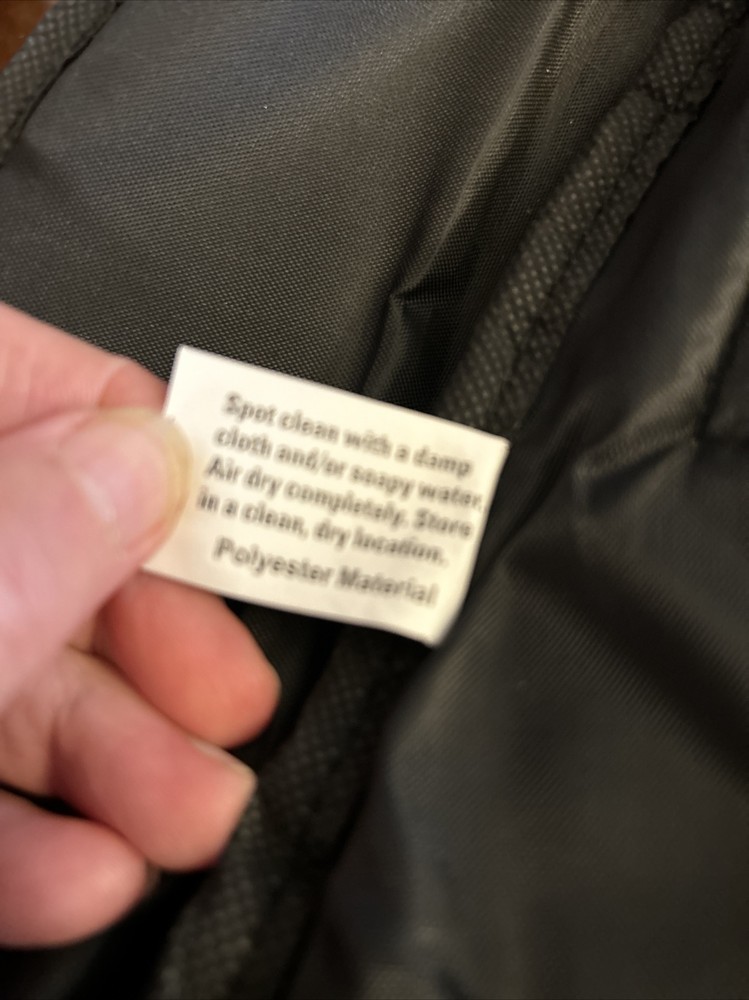 Spot clean with a damp
cloth and/or soapy water.
Air dry completely. Store
in a clean, dry location.
Polyester Material